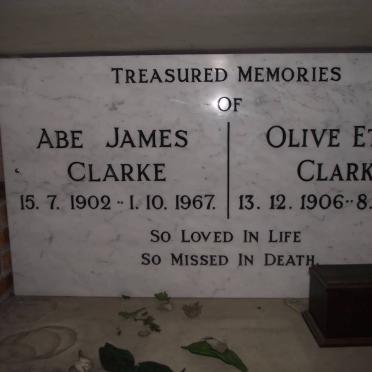 TREASURED MEMORIES
OF
ABE JAMES
CLARKE
15. 7. 1902 -- 1. 10. 1967.
OLIVE
13. 12. 1906 --
SO LOVED IN LIFE
SO MISSED IN DEATH.